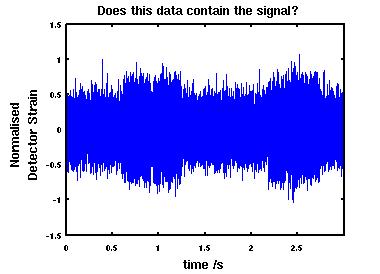 Does this data contain the signal?
1.5
1
0.5
0
-0.5
-1
-1.5
Normalised
Detector Strain
0 0.5 1 1.5 2 2.5
time /s